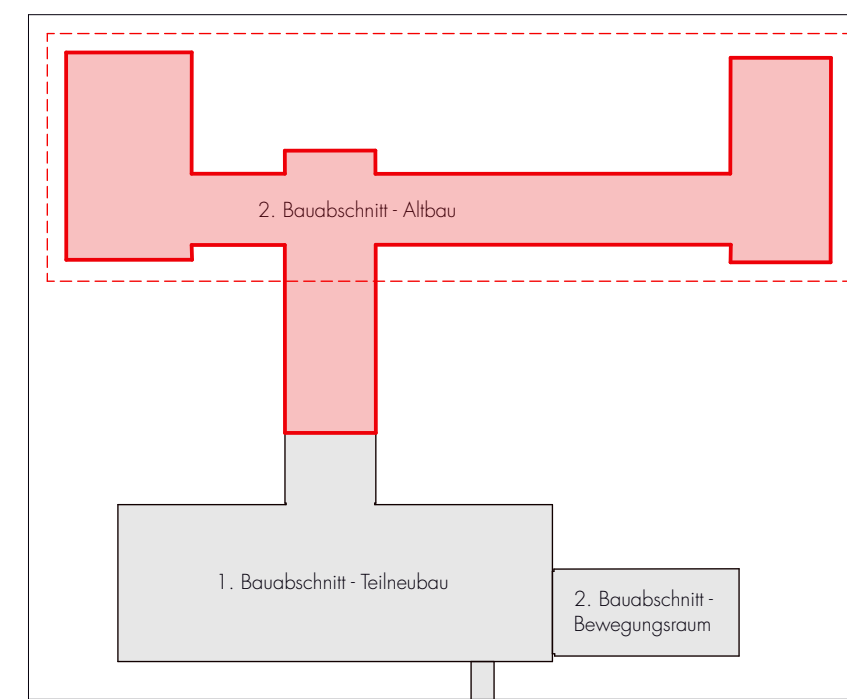 2. Bauabschnitt - Altbau
1. Bauabschnitt - Teilneubau
2. Bauabschnitt -
Bewegungsraum